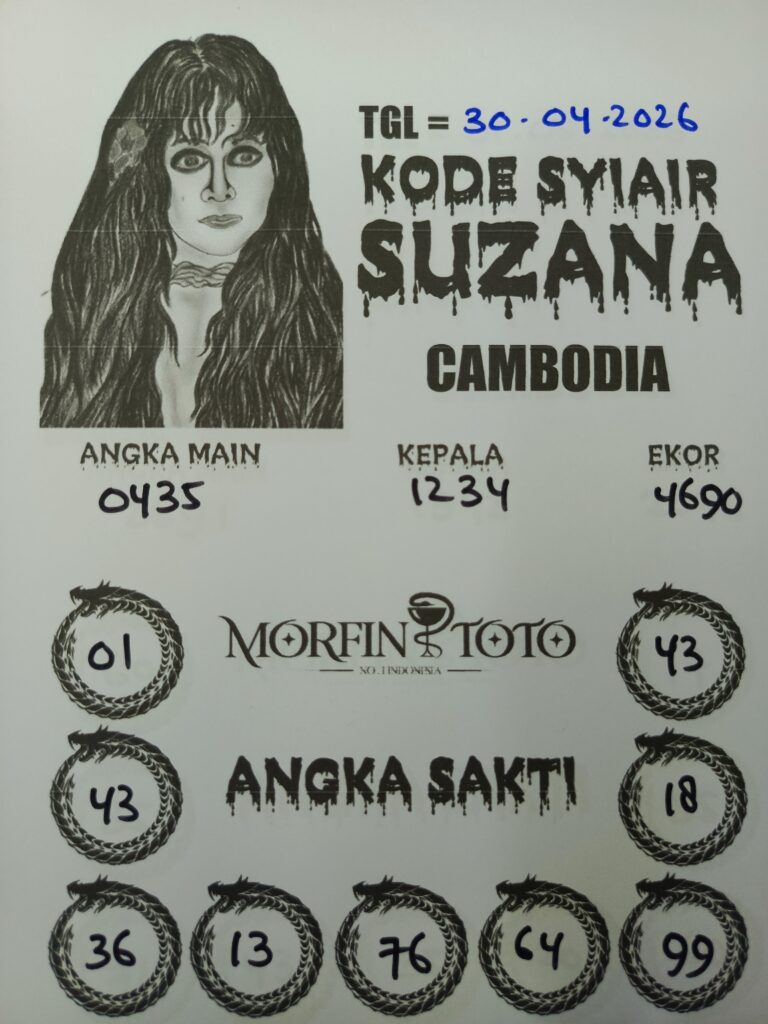 TGL = 30-04-2026
KODE SYIAIR
SUZANA
CAMBODIA
ANGKA MAIN KEPALA EKOR
0435 1234 4690
01 MORFIN TOTO 43
NO. 1 INDONESIA
43 ANGKA SAKTI 18
36 13 76 64 99